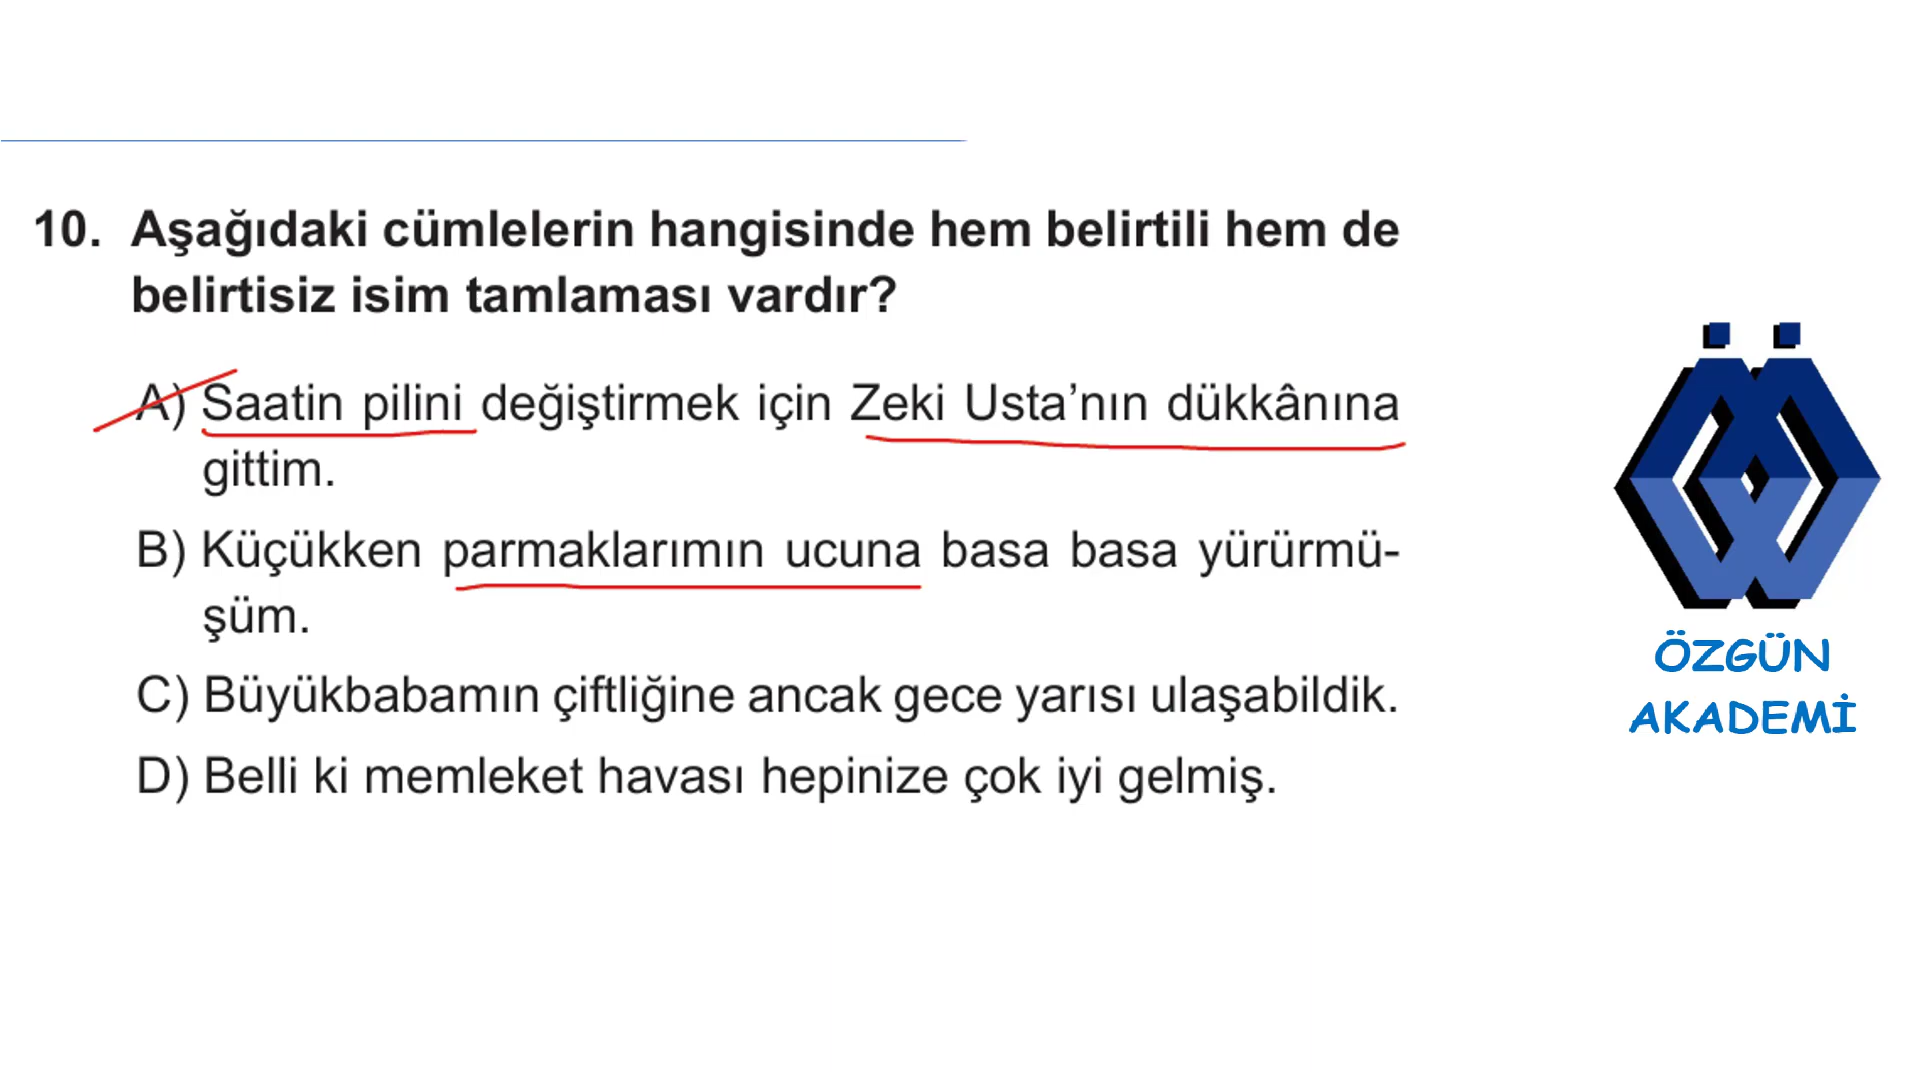 10. Aşağıdaki cümlelerin hangisinde hem belirtili hem de
belirtisiz isim tamlaması vardır?
A) Saatin pilini değiştirmek için Zeki Usta’nın dükkânına
gittim.
B) Küçükken parmaklarımın ucuna basa basa yürürmü-
şüm.
C) Büyükbabamın çiftliğine ancak gece yarısı ulaşabildik.
D) Belli ki memleket havası hepinize çok iyi gelmiş.
ÖZGÜN
AKADEMİ